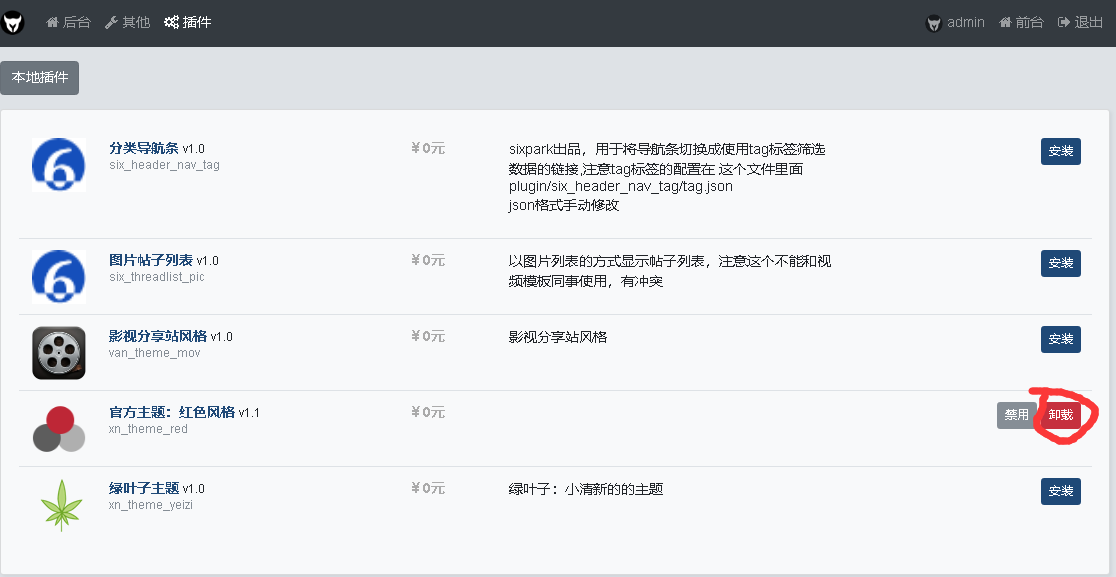 后台 其他 插件 admin 前台 退出
本地插件
分类导航条 v1.0 ¥0元 sixpark出品，用于将导航条切换成使用tag标签筛选 安装
six_header_nav_tag 数据的链接,注意tag标签的配置在 这个文件里面
plugin/six_header_nav_tag/tag.json
json格式手动修改
图片帖子列表 v1.0 ¥0元 以图片列表的方式显示帖子列表，注意这个不能和视 安装
six_threadlist_pic 频模板同事使用，有冲突
影视分享站风格 v1.0 ¥0元 影视分享站风格 安装
van_theme_mov
官方主题：红色风格 v1.1 ¥0元 禁用 卸载
xn_theme_red
绿叶子主题 v1.0 ¥0元 绿叶子：小清新的的主题 安装
xn_theme_yeizi